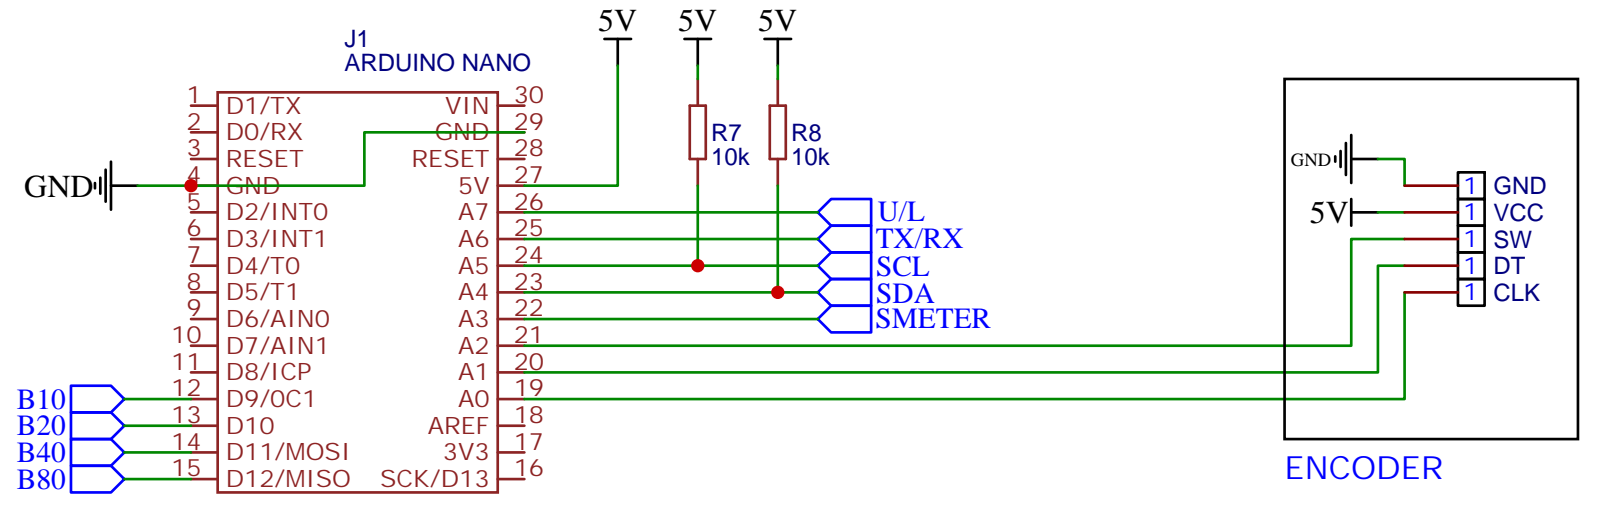 5V 5V 5V
J1
ARDUINO NANO
1 D1/TX VIN 30
2 D0/RX GND 29
3 RESET RESET 28
4 GND 5V 27
5 D2/INT0 A7 26
6 D3/INT1 A6 25
7 D4/T0 A5 24
8 D5/T1 A4 23
9 D6/AIN0 A3 22
10 D7/AIN1 A2 21
11 D8/ICP A1 20
12 D9/OC1 A0 19
13 D10 AREF 18
14 D11/MOSI 3V3 17
15 D12/MISO SCK/D13 16
GND
B10
B20
B40
B80
R7
10k
R8
10k
U/L
TX/RX
SCL
SDA
SMETER
GND
5V
1 GND
1 VCC
1 SW
1 DT
1 CLK
ENCODER